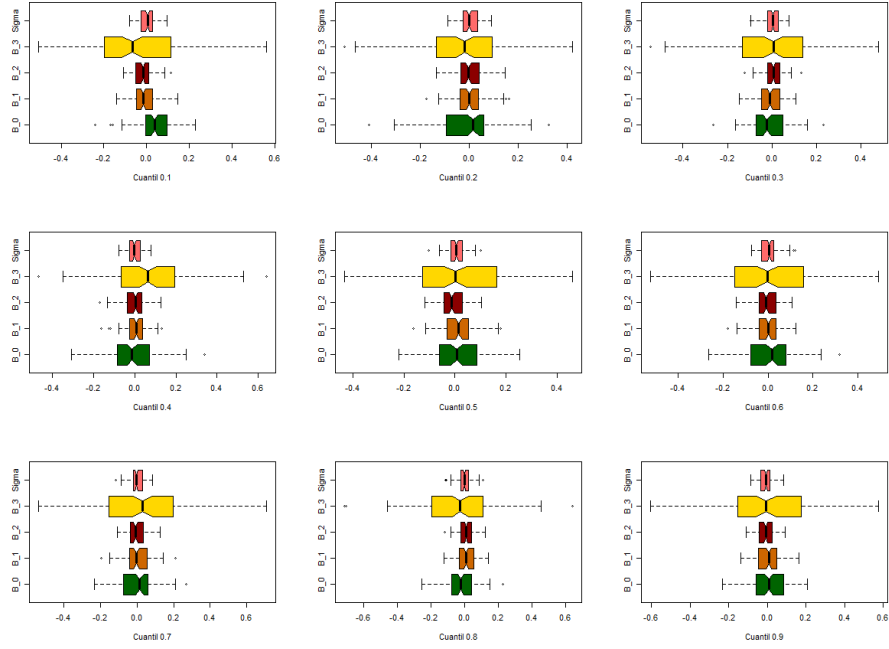 Sigma
B_3
B_2
B_1
B_0
-0.4 -0.2 0.0 0.2 0.4 0.6
Cuantil 0.1
Sigma
B_3
B_2
B_1
B_0
-0.4 -0.2 0.0 0.2 0.4
Cuantil 0.2
Sigma
B_3
B_2
B_1
B_0
-0.4 -0.2 0.0 0.2 0.4
Cuantil 0.3
Sigma
B_3
B_2
B_1
B_0
-0.4 -0.2 0.0 0.2 0.4 0.6
Cuantil 0.4
Sigma
B_3
B_2
B_1
B_0
-0.4 -0.2 0.0 0.2 0.4
Cuantil 0.5
Sigma
B_3
B_2
B_1
B_0
-0.4 -0.2 0.0 0.2 0.4
Cuantil 0.6
Sigma
B_3
B_2
B_1
B_0
-0.4 -0.2 0.0 0.2 0.4 0.6
Cuantil 0.7
Sigma
B_3
B_2
B_1
B_0
-0.6 -0.4 -0.2 0.0 0.2 0.4 0.6
Cuantil 0.8
Sigma
B_3
B_2
B_1
B_0
-0.6 -0.4 -0.2 0.0 0.2 0.4 0.6
Cuantil 0.9